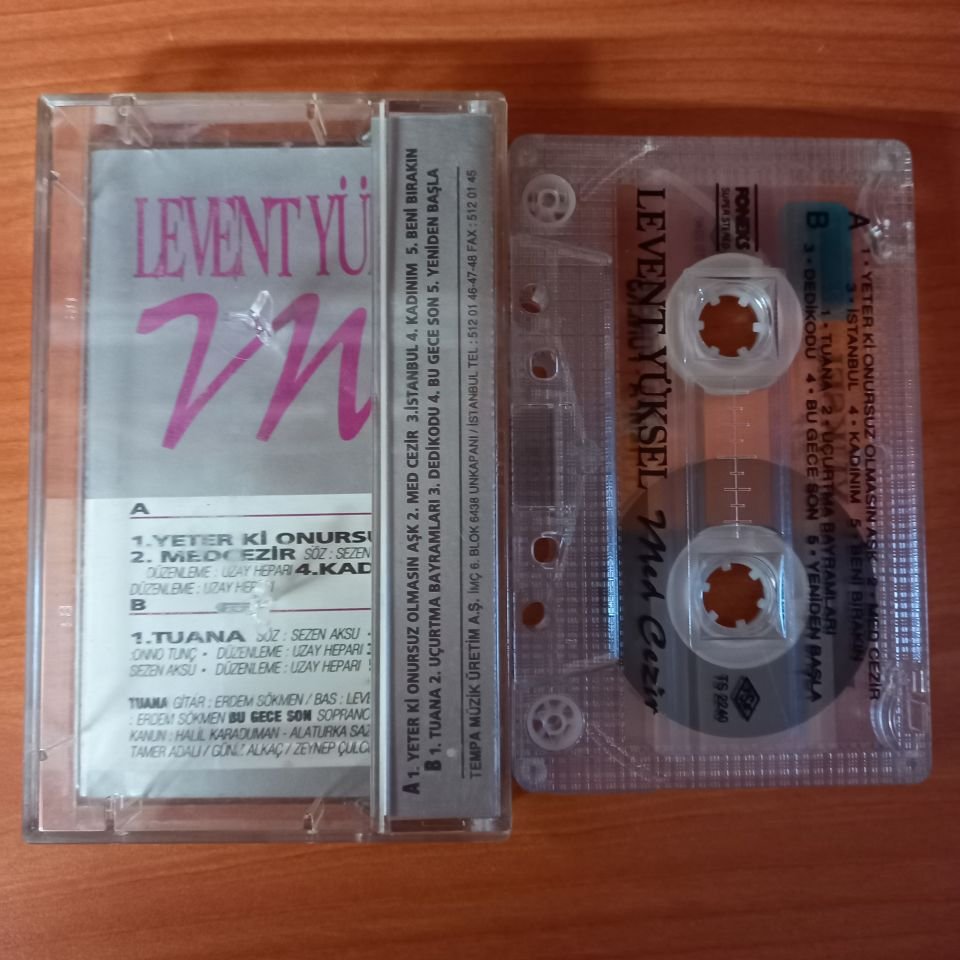 LEVENT YÜ
M
A
1.YETER Kİ ONURSU
2. MEDCEZİR SÖZ : SEZEN
DÜZENLEME : UZAY HEPARI 4.KAD
DÜZENLEME : UZAY HEPARI
B
1.TUANA SÖZ : SEZEN AKSU •
:ONNO TUNÇ • DÜZENLEME : UZAY HEPARI
SEZEN AKSU • DÜZENLEME : UZAY HEPARI
TUANA GİTAR : ERDEM SÖKMEN / BAS : LEVE
: ERDEM SÖKMEN BU GECE SON SOPRANO
KANUN : HALİL KARADUMAN - ALATURKA SAZ
TAMER ADALI / ALKAÇ / ZEYNEP ÇULC
A 1. YETER Kİ ONURSUZ OLMASIN AŞK 2. MED CEZİR 3.İSTANBUL 4. KADINIM 5. BENİ BIRAKIN
B 1. TUANA 2. UÇURTMA BAYRAMLARI 3. DEDİKODU 4. BU GECE SON 5. YENİDEN BAŞLA
TEMPA MÜZİK ÜRETİM A.Ş. İMÇ 6. BLOK 6438 UNKAPANI / İSTANBUL TEL : 512 01 46-47-48 FAX : 512 01 45
A 1 • YETER Kİ ONURSUZ OLMASIN AŞK 2 • MED CEZİR
3 • İSTANBUL 4 • KADINIM 5 • BENİ BIRAKIN
B 1 • TUANA 2 • UÇURTMA BAYRAMLARI
3 • DEDİKODU 4 • BU GECE SON 5 • YENİDEN BAŞLA
FONEKS
SUPER STEREO
TS 2240
LEVENT YÜKSEL Med Cezir